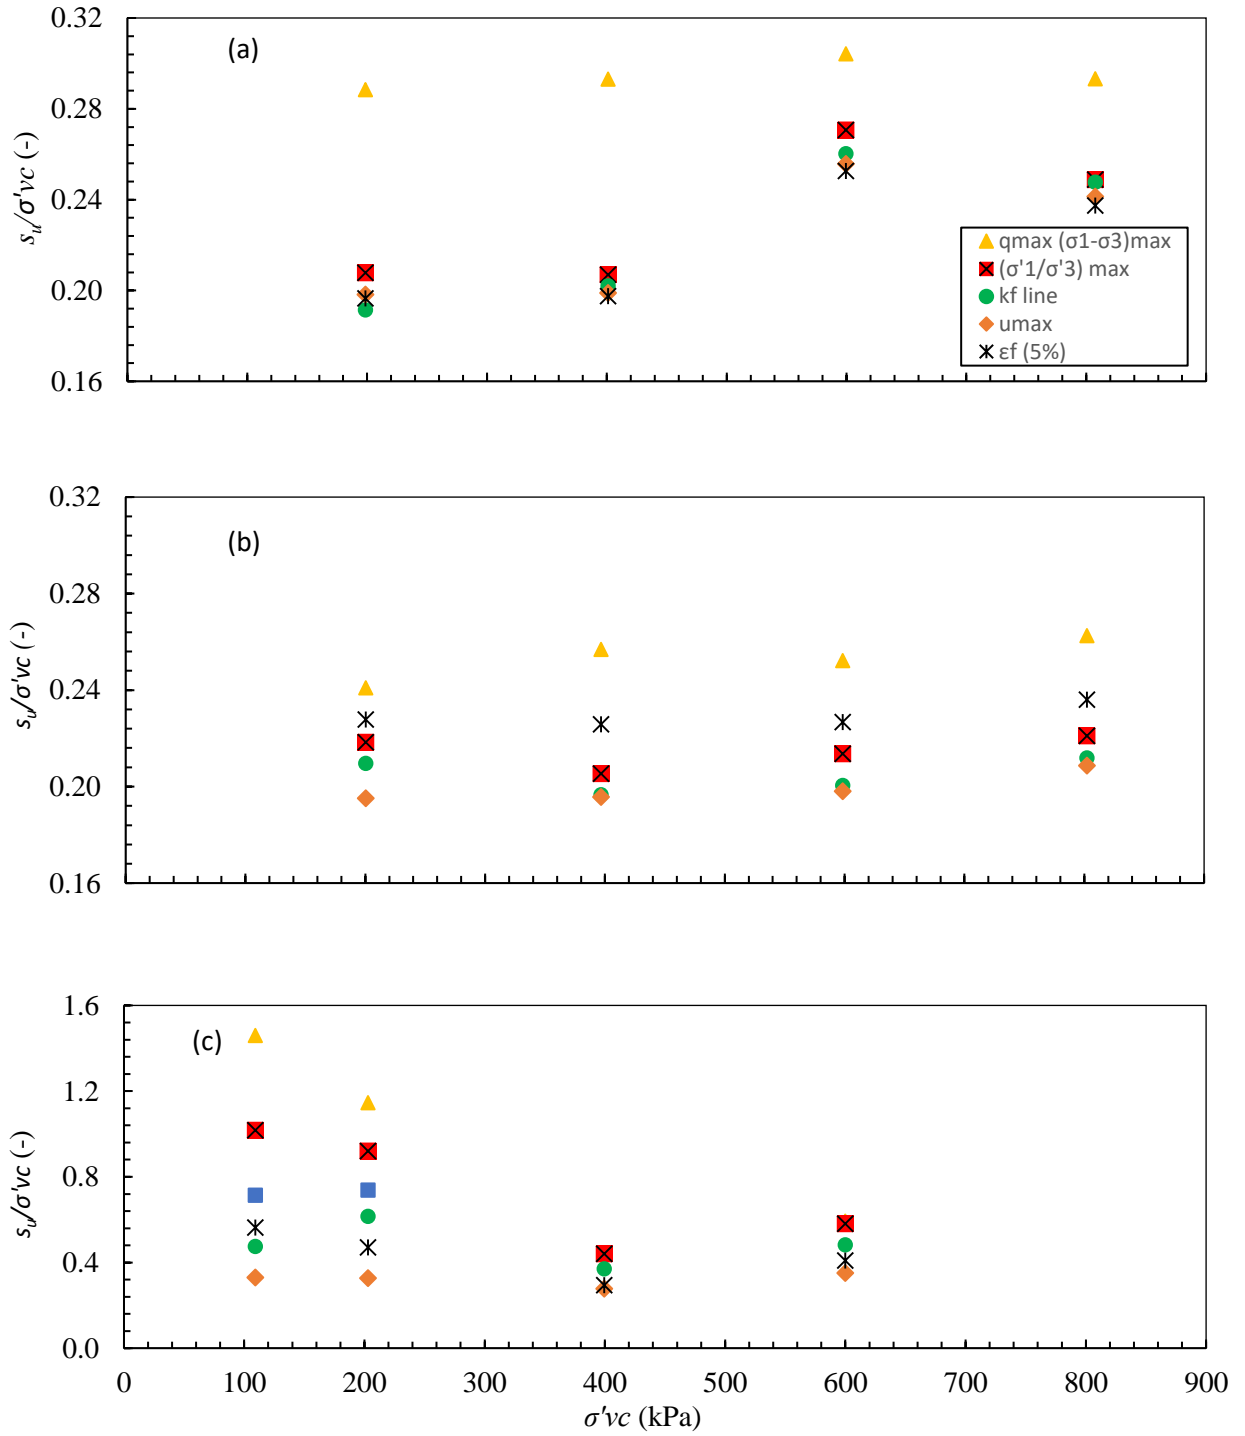 0.32
(a)
0.28
0.24
0.20
0.16
su/σ'vc (-)
qmax (σ1-σ3)max
(σ'1/σ'3) max
kf line
umax
εf (5%)
0.32
(b)
0.28
0.24
0.20
0.16
su/σ'vc (-)
1.6
(c)
1.2
0.8
0.4
0.0
su/σ'vc (-)
0 100 200 300 400 500 600 700 800 900
σ'vc (kPa)